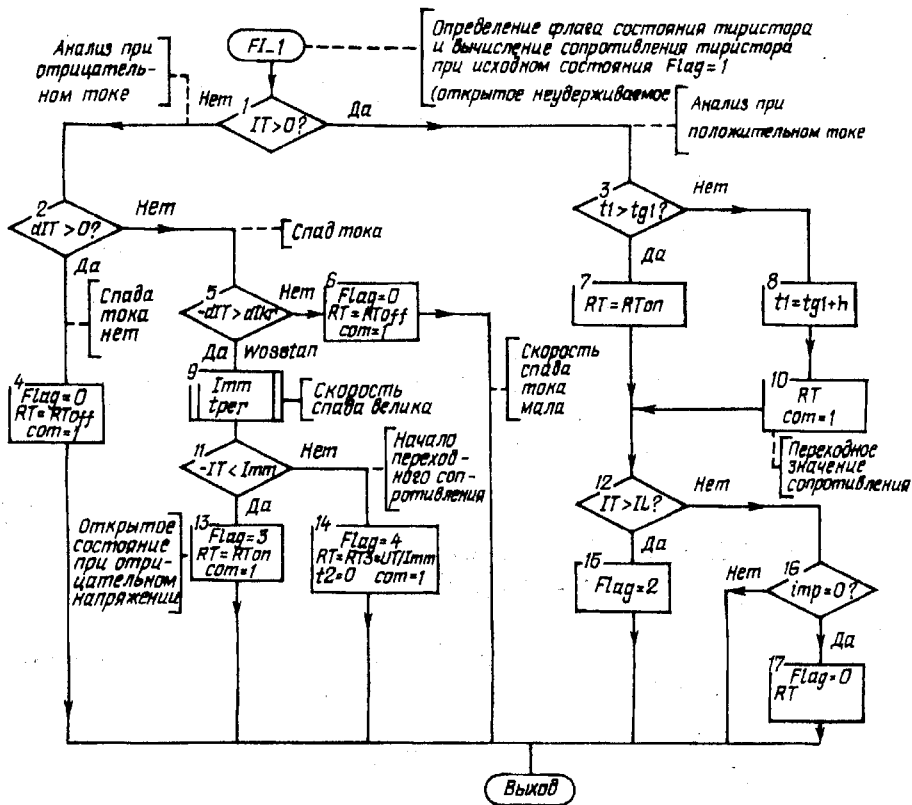 FI_1
Определение флага состояния тиристора
и вычисление сопротивления тиристора
при исходном состояния Flag=1
(открытое неудерживаемое
Анализ при
отрицатель-
ном токе
Нет
1
IT>0?
Да
Анализ при
положительном токе
2
dIT>0?
Нет
Да
Спад тока
Спада
тока
нет
3
t1>tg1?
Нет
Да
4
Flag=0
RT=RToff
com=1
5
-dIT>dIkr
Нет
Да
Wosstan
6
Flag=0
RT=RToff
com=1
Скорость
спада
тока
мала
7
RT=RTon
8
t1=tg1+h
9
Imm
tper
Скорость
спада велика
10
RT
com=1
Переходное
значение
сопротивления
11
-IT<Imm
Нет
Да
Начало
переход-
ного соп-
ротивления
12
IT>IL?
Нет
Да
Открытое
состояние
при отри-
цательном
напряжении
13
Flag=3
RT=RTon
com=1
14
Flag=4
RT=RT3=UT/Imm
t2=0 com=1
15
Flag=2
16
imp=0?
Нет
Да
17
Flag=0
RT
Выход